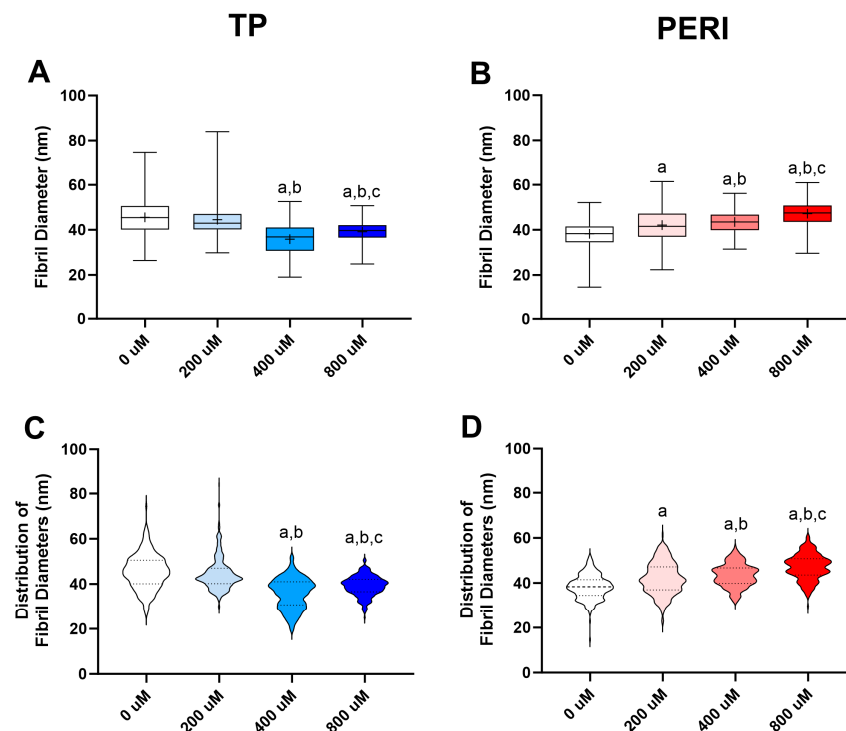 TP
PERI
A
B
Fibril Diameter (nm)
100
80
60
40
20
0
a,b
a,b,c
0 uM
200 uM
400 uM
800 uM
Fibril Diameter (nm)
100
80
60
40
20
0
a
a,b
a,b,c
0 uM
200 uM
400 uM
800 uM
C
D
Distribution of
Fibril Diameters (nm)
100
80
60
40
20
0
a,b
a,b,c
0 uM
200 uM
400 uM
800 uM
Distribution of
Fibril Diameters (nm)
100
80
60
40
20
0
a
a,b
a,b,c
0 uM
200 uM
400 uM
800 uM